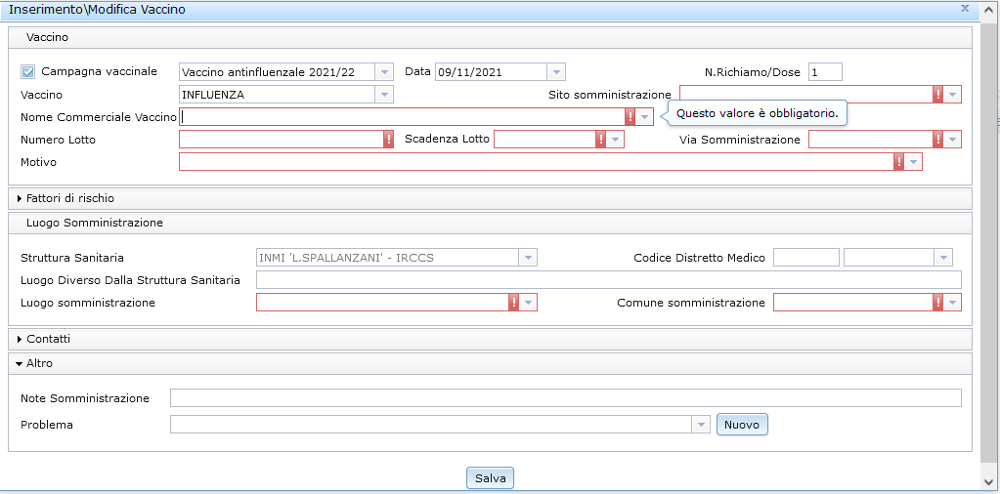 Inserimento\Modifica Vaccino x
Vaccino
Campagna vaccinale Vaccino antinfluenzale 2021/22 Data 09/11/2021 N.Richiamo/Dose 1
Vaccino INFLUENZA Sito somministrazione !
Nome Commerciale Vaccino ! Questo valore è obbligatorio.
Numero Lotto ! Scadenza Lotto ! Via Somministrazione !
Motivo !
Fattori di rischio
Luogo Somministrazione
Struttura Sanitaria INMI 'L.SPALLANZANI' - IRCCS Codice Distretto Medico
Luogo Diverso Dalla Struttura Sanitaria
Luogo somministrazione ! Comune somministrazione !
Contatti
Altro
Note Somministrazione
Problema Nuovo
Salva